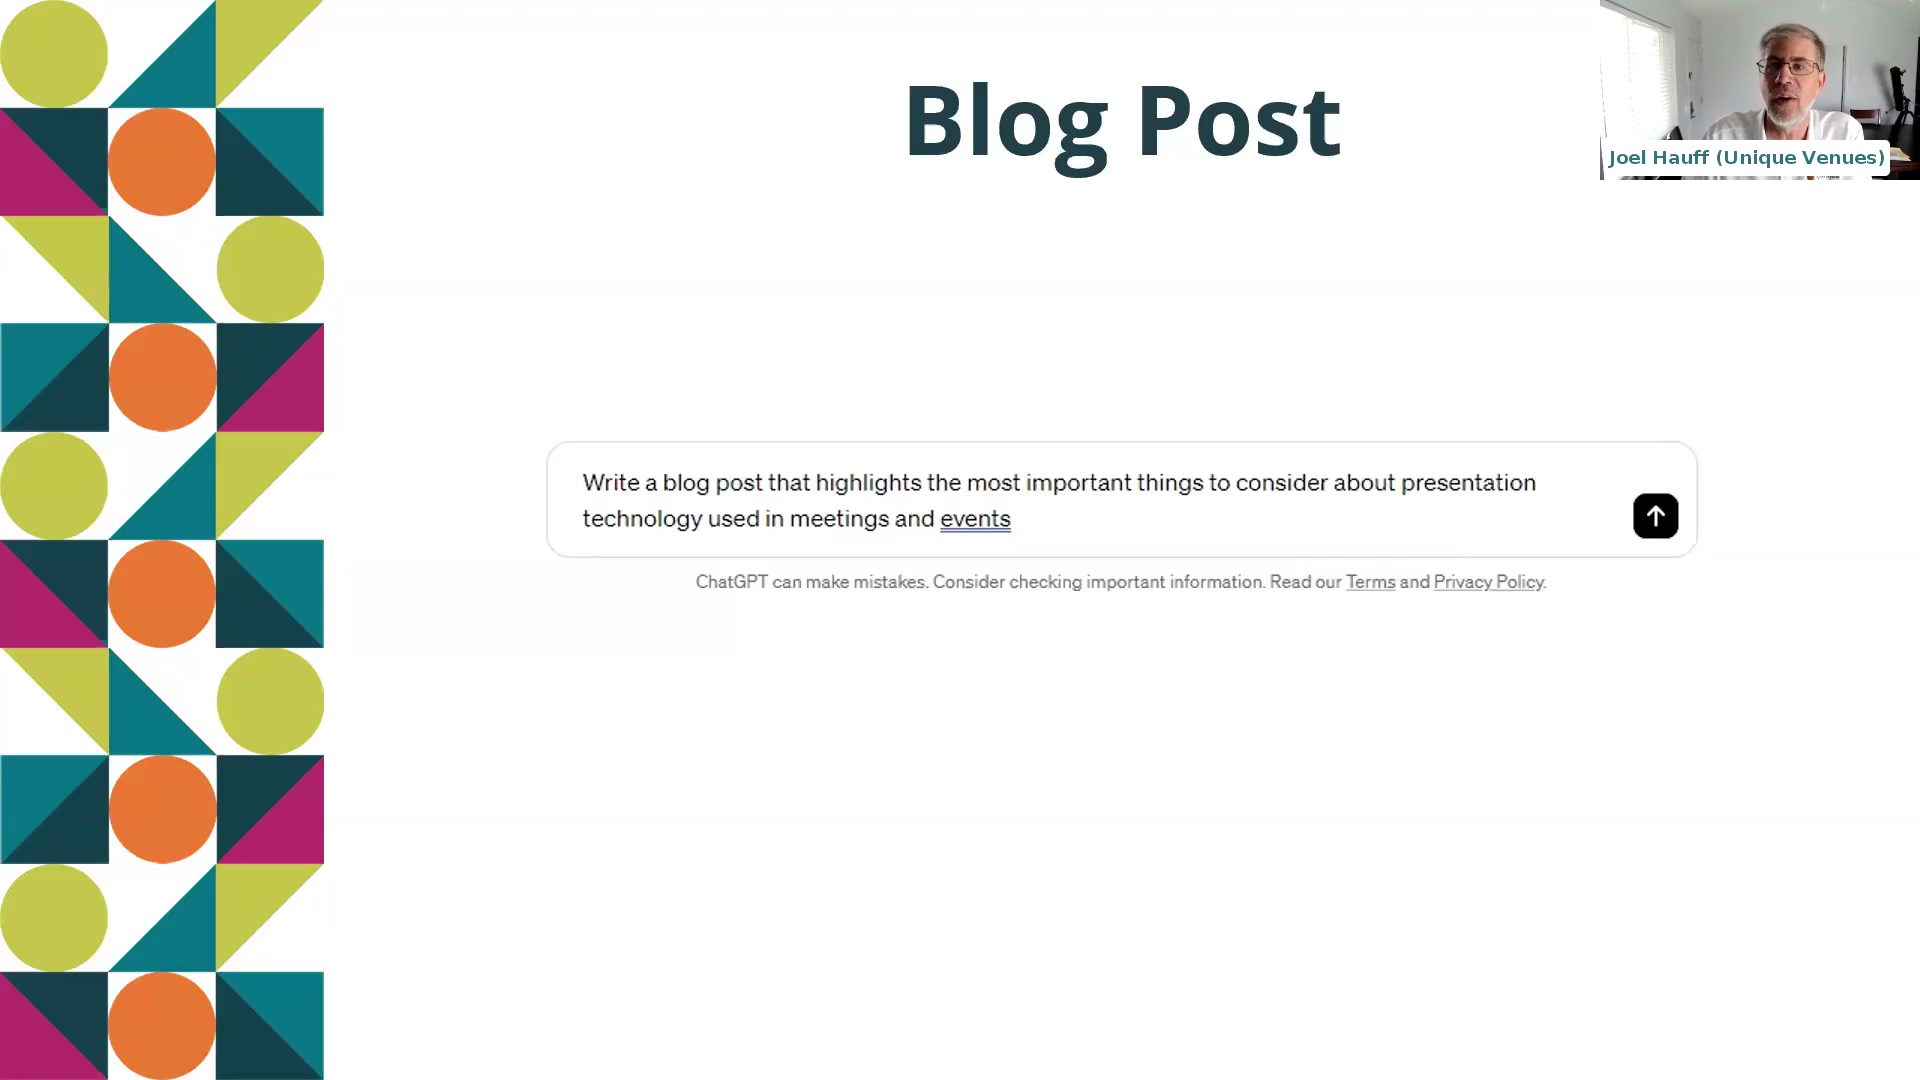 Blog Post
Joel Hauff (Unique Venues)
Write a blog post that highlights the most important things to consider about presentation
technology used in meetings and events
ChatGPT can make mistakes. Consider checking important information. Read our Terms and Privacy Policy.